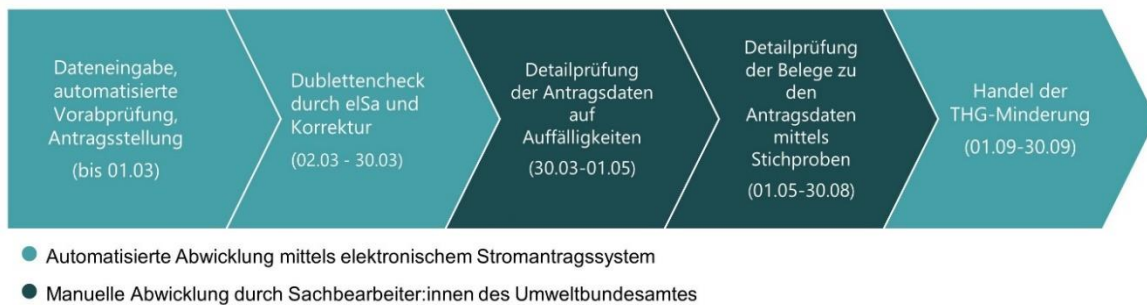 Dateneingabe,
automatisierte
Vorabprüfung,
Antragsstellung
(bis 01.03)
Dublettencheck
durch elSa und
Korrektur
(02.03 - 30.03)
Detailprüfung
der Antragsdaten
auf
Auffälligkeiten
(30.03-01.05)
Detailprüfung
der Belege zu
den
Antragsdaten
mittels
Stichproben
(01.05-30.08)
Handel der
THG-Minderung
(01.09-30.09)
Automatisierte Abwicklung mittels elektronischem Stromantragssystem
Manuelle Abwicklung durch Sachbearbeiter:innen des Umweltbundesamtes